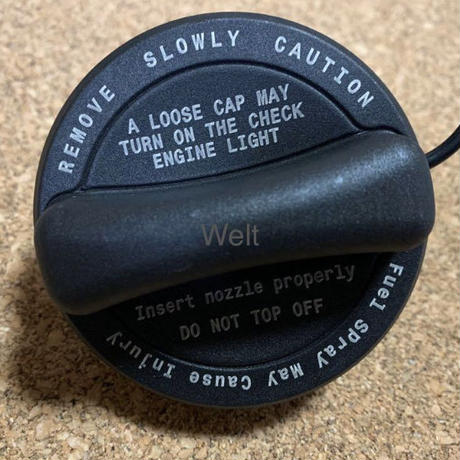 REMOVE SLOWLY CAUTION
A LOOSE CAP MAY
TURN ON THE CHECK
ENGINE LIGHT
Welt
Insert nozzle properly
DO NOT TOP OFF
Fuel Spray May Cause Injury